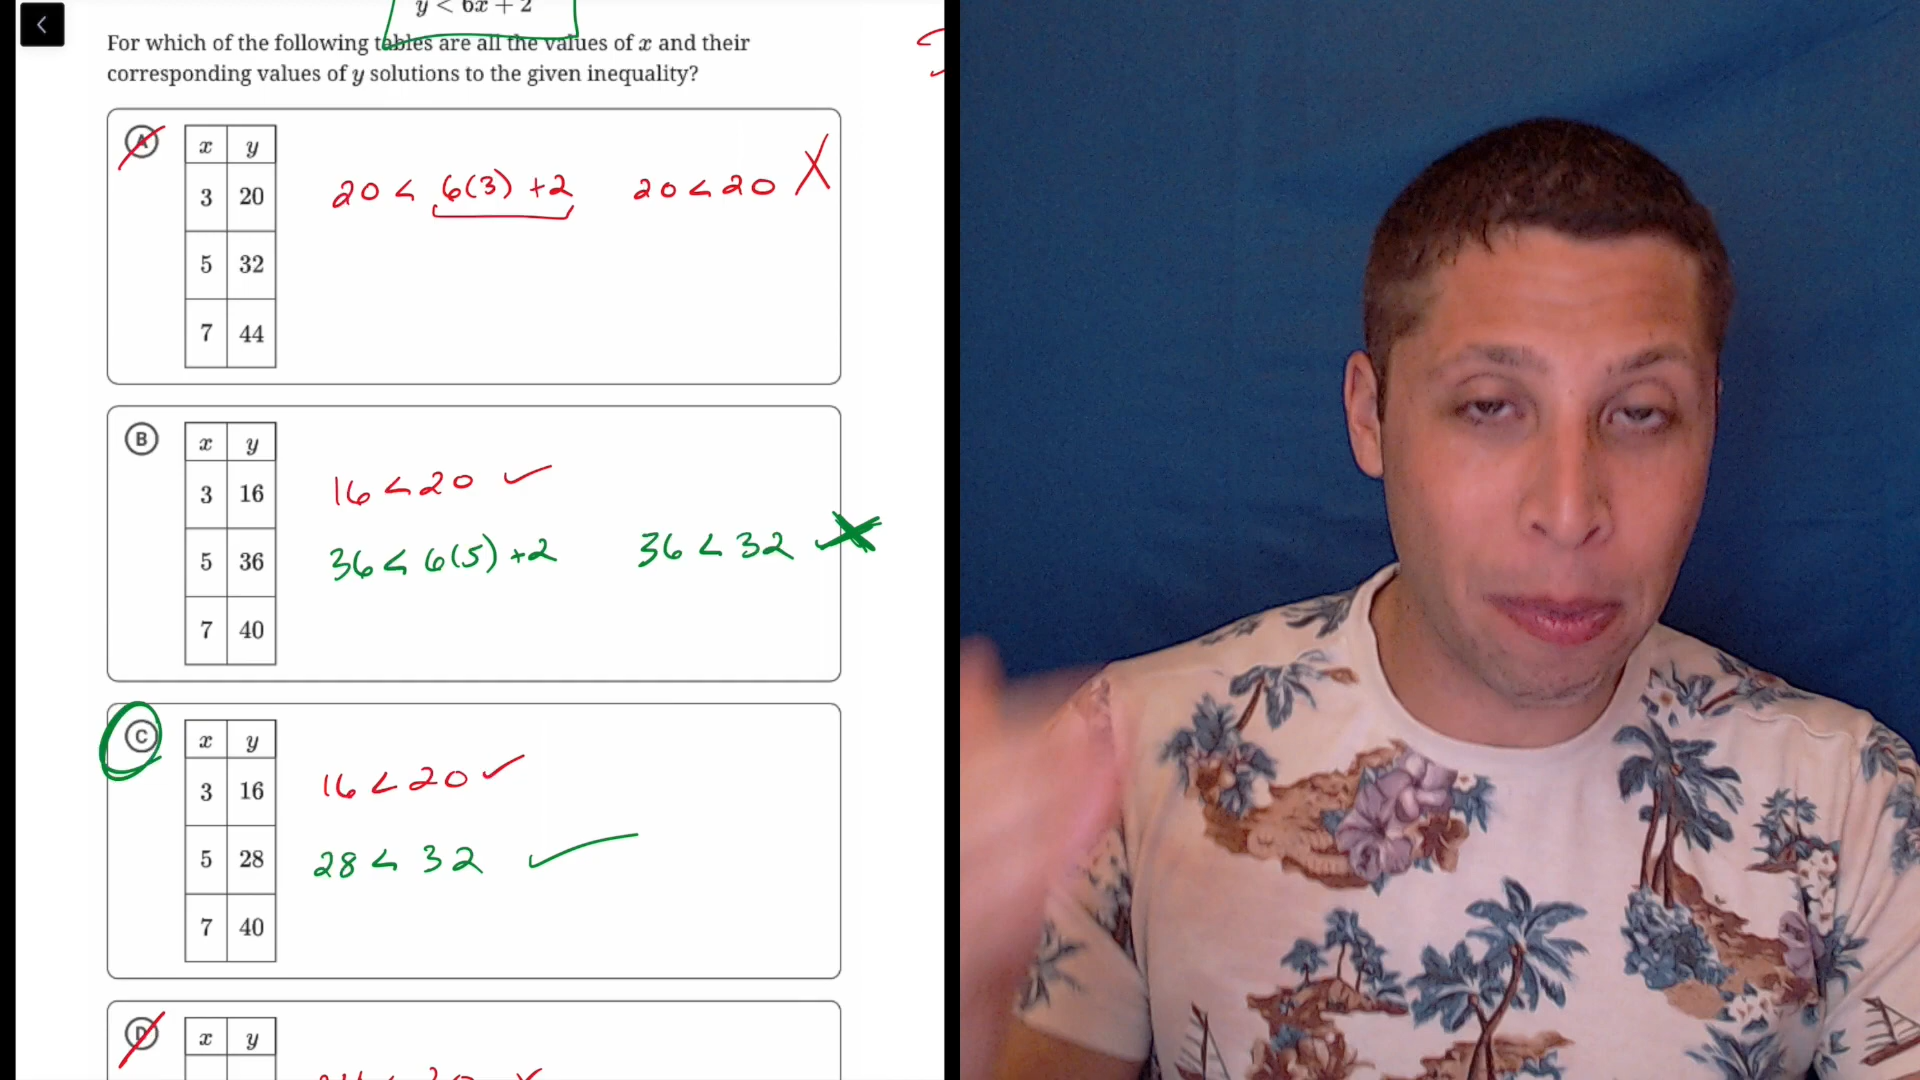 y < 6x + 2
For which of the following tables are all the values of x and their
corresponding values of y solutions to the given inequality?
A
x y
3 20
5 32
7 44
20 < 6(3) + 2 20 < 20 X
B
x y
3 16
5 36
7 40
16 < 20 ✓
36 < 6(5) + 2 36 < 32 X
C
x y
3 16
5 28
7 40
16 < 20 ✓
28 < 32 ✓
D
x y